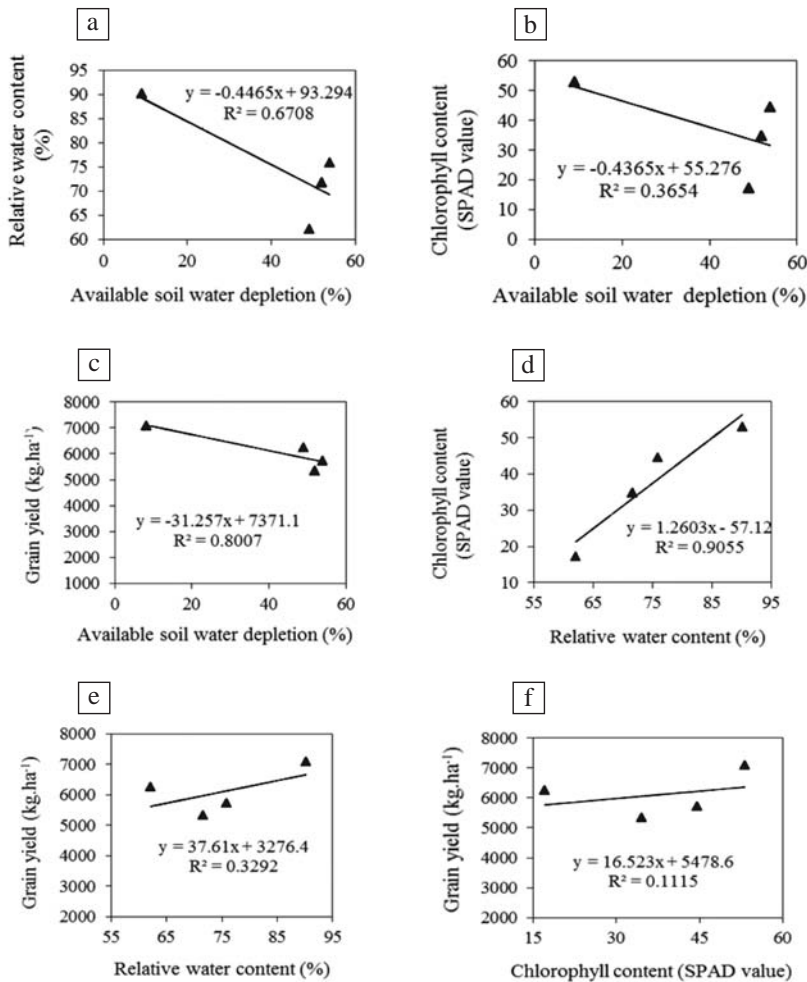 a
Relative water content
(%)
95
90
85
80
75
70
65
60
y = -0.4465x + 93.294
R² = 0.6708
0 20 40 60
Available soil water depletion (%)
b
Chlorophyll content
(SPAD value)
60
50
40
30
20
10
0
y = -0.4365x + 55.276
R² = 0.3654
0 20 40 60
Available soil water depletion (%)
c
Grain yield (kg.ha-1)
8000
7000
6000
5000
4000
3000
2000
1000
y = -31.257x + 7371.1
R² = 0.8007
0 20 40 60
Available soil water depletion (%)
d
Chlorophyll content
(SPAD value)
60
50
40
30
20
10
y = 1.2603x - 57.12
R² = 0.9055
55 65 75 85 95
Relative water content (%)
e
Grain yield (kg.ha-1)
8000
7000
6000
5000
4000
3000
2000
y = 37.61x + 3276.4
R² = 0.3292
55 65 75 85 95
Relative water content (%)
f
Grain yield (kg.ha-1)
8000
7000
6000
5000
4000
3000
2000
y = 16.523x + 5478.6
R² = 0.1115
15 30 45 60
Chlorophyll content (SPAD value)